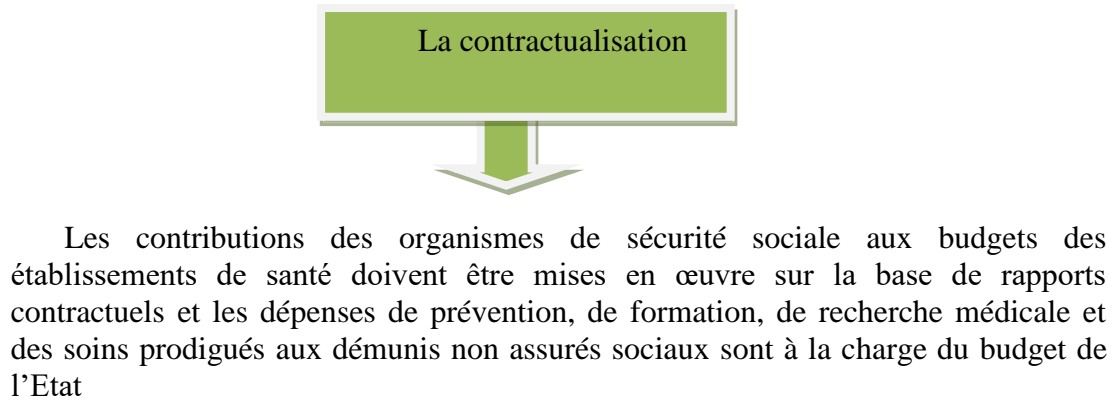 La contractualisation
Les contributions des organismes de sécurité sociale aux budgets des
établissements de santé doivent être mises en œuvre sur la base de rapports
contractuels et les dépenses de prévention, de formation, de recherche médicale et
des soins prodigués aux démunis non assurés sociaux sont à la charge du budget de
l’Etat